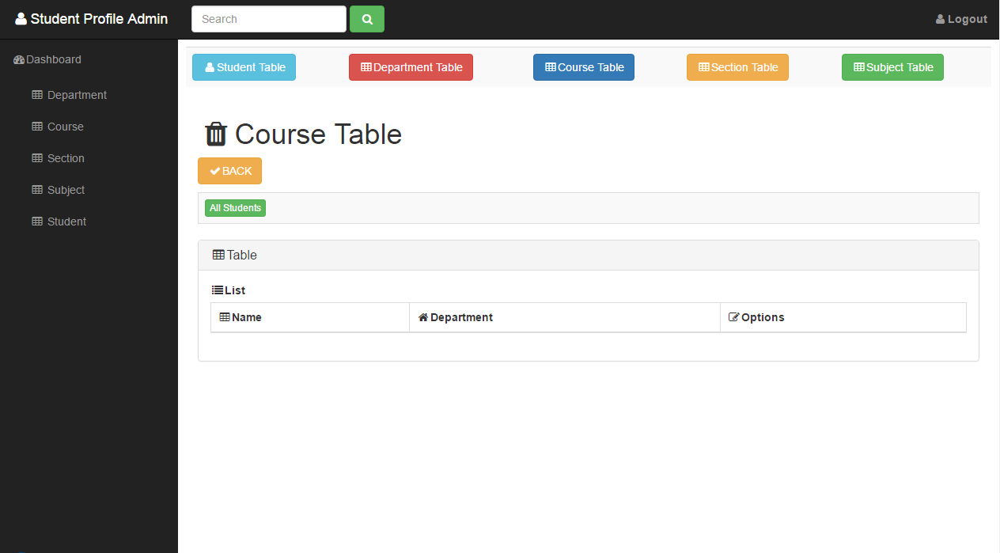 Student Profile Admin
Search
Logout
Dashboard
Department
Course
Section
Subject
Student
Student Table
Department Table
Course Table
Section Table
Subject Table
Course Table
BACK
All Students
Table
List
Name
Department
Options